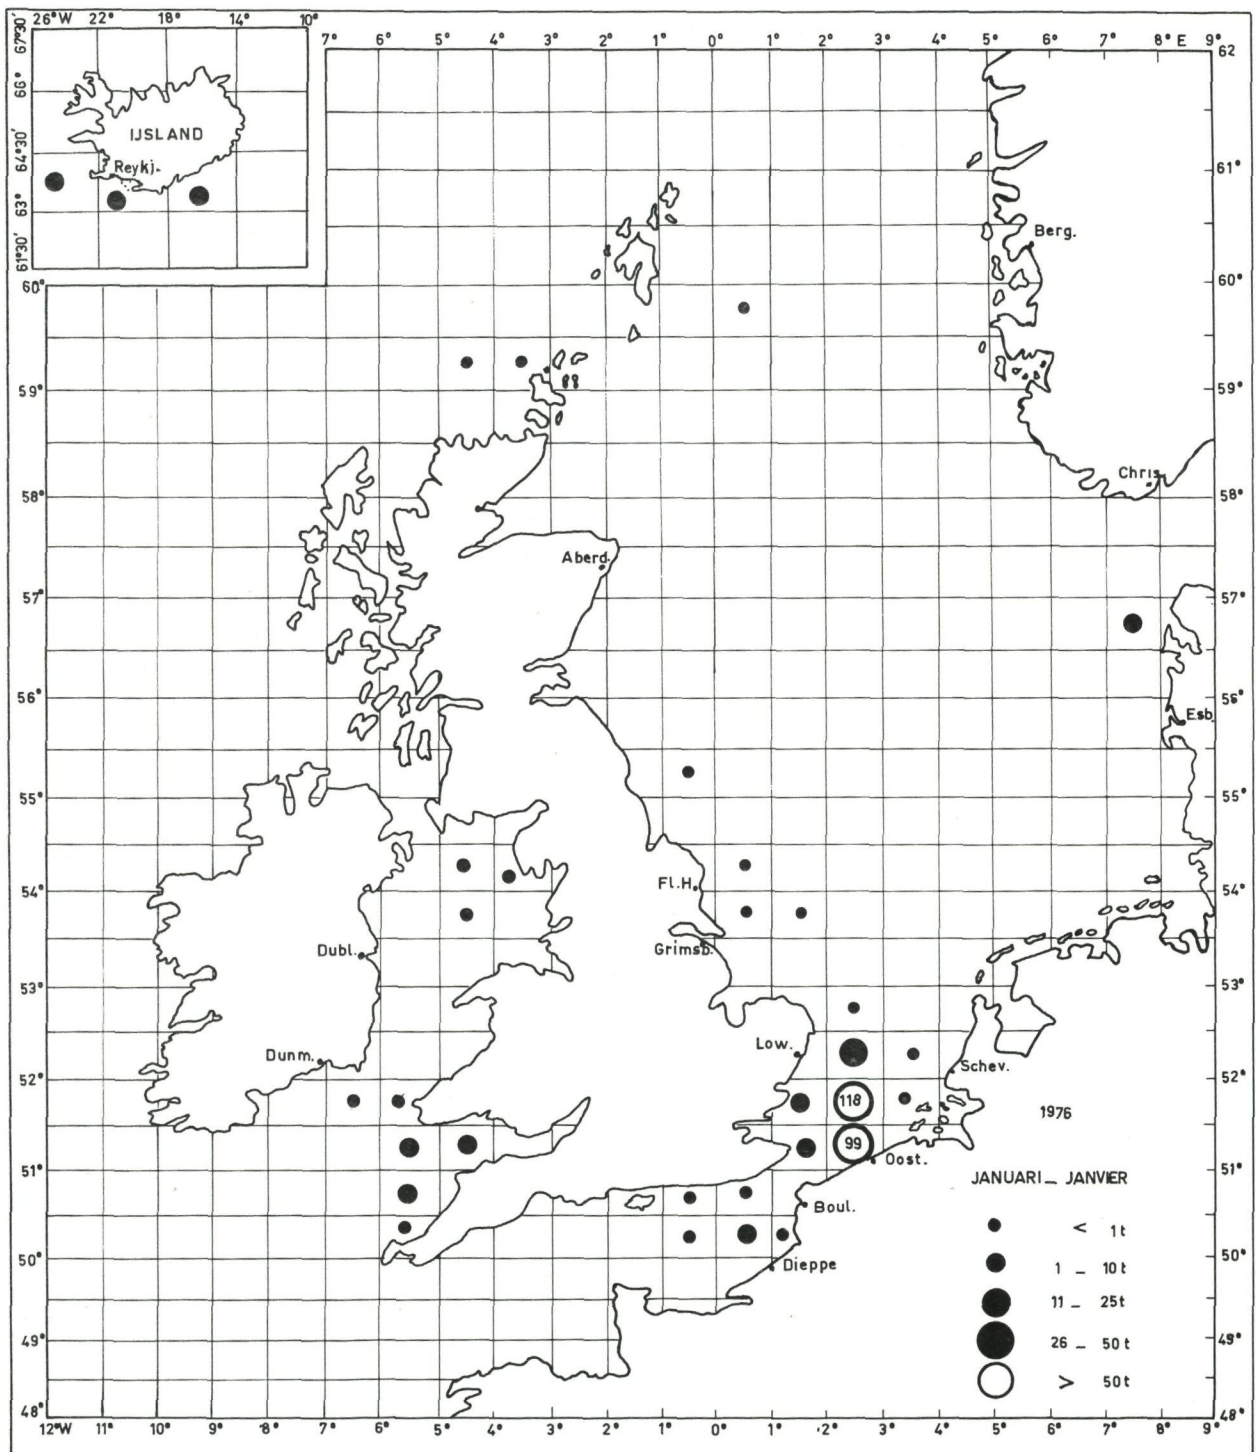 26°W 22° 18° 14° 10°
67°30'
66°
64°30'
63°
61°30'
IJSLAND
Reykj.
7° 6° 5° 4° 3° 2° 1° 0° 1° 2° 3° 4° 5° 6° 7° 8° E 9°
62
61°
60° 60°
59° 59°
58° 58°
57° 57°
56° 56°
55° 55°
54° 54°
53° 53°
52° 52°
51° 51°
50° 50°
49° 49°
48° 48°
Berg.
Chris.
Aberd.
Esb
Fl.H.
Grimsb.
Dubl.
Dunm.
Low.
Schev.
118
99
Oost.
Boul.
Dieppe
1976
JANUARI _ JANVIER
< 1t
1 _ 10t
11 _ 25t
26 _ 50t
> 50t
12°W 11° 10° 9° 8° 7° 6° 5° 4° 3° 2° 1° 0° 1° 2° 3° 4° 5° 6° 7° 8° 9°